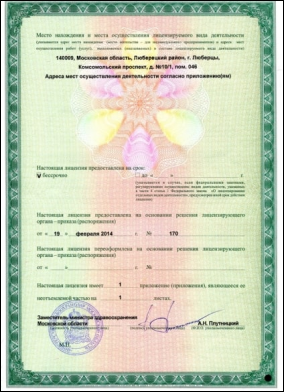 Место нахождения и места осуществления лицензируемого вида деятельности
140009, Московская область, Люберецкий район, г. Люберцы,
Комсомольский проспект, д. №19/1, пом. 046
Адреса мест осуществления деятельности согласно приложению(ям)
Настоящая лицензия предоставлена на срок:
бессрочно до « » г.
Настоящая лицензия предоставлена на основании решения лицензирующего
органа - приказа/распоряжения
от « 19 » февраля 2014 г. № 170
Настоящая лицензия переоформлена на основании решения лицензирующего
органа - приказа/распоряжения
от « » г. №
Настоящая лицензия имеет 1 приложение (приложения), являющееся ее
неотъемлемой частью на 1 листах.
Заместитель министра здравоохранения
Московской области А.Н. Плутницкий
М.П.